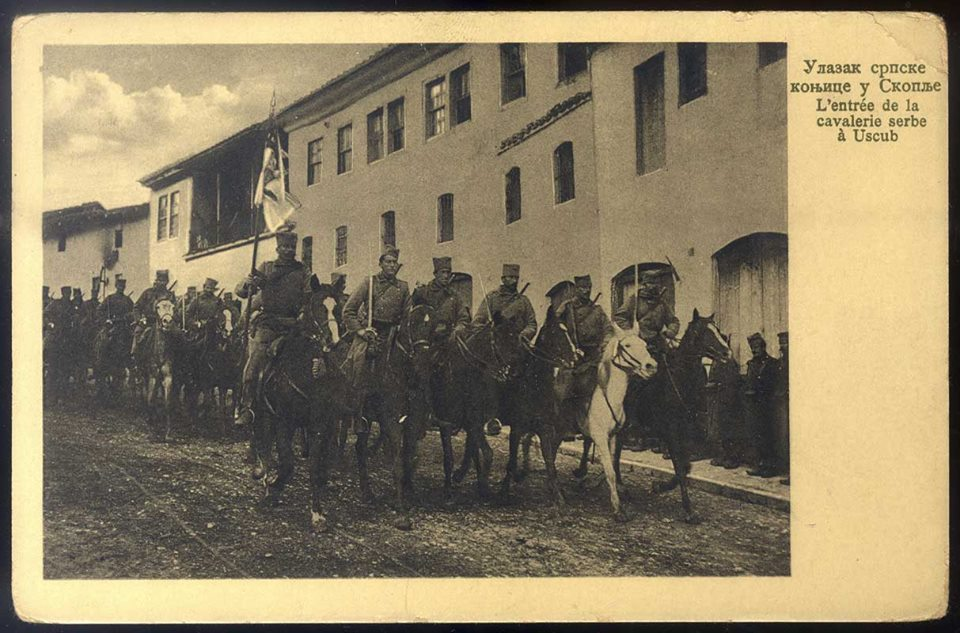 Улазак српске
коњице у Скопље
L'entrée de la
cavalerie serbe
à Uscub